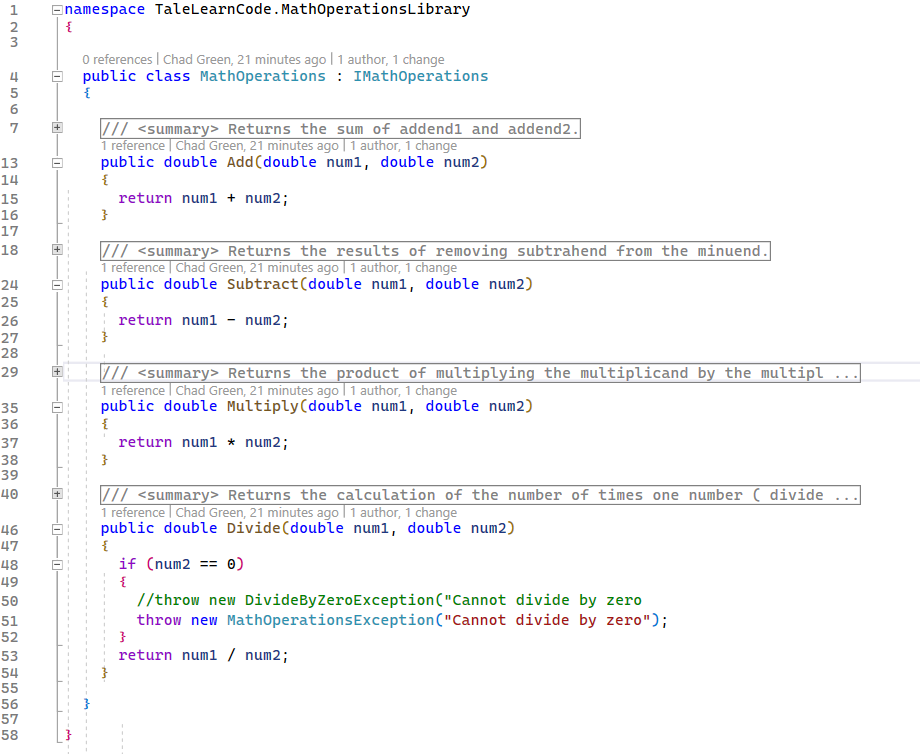 1 namespace TaleLearnCode.MathOperationsLibrary
2 {
3
0 references | Chad Green, 21 minutes ago | 1 author, 1 change
4 public class MathOperations : IMathOperations
5 {
6
7 /// <summary> Returns the sum of addend1 and addend2.
1 reference | Chad Green, 21 minutes ago | 1 author, 1 change
13 public double Add(double num1, double num2)
14 {
15 return num1 + num2;
16 }
17
18 /// <summary> Returns the results of removing subtrahend from the minuend.
1 reference | Chad Green, 21 minutes ago | 1 author, 1 change
24 public double Subtract(double num1, double num2)
25 {
26 return num1 - num2;
27 }
28
29 /// <summary> Returns the product of multiplying the multiplicand by the multipl ...
1 reference | Chad Green, 21 minutes ago | 1 author, 1 change
35 public double Multiply(double num1, double num2)
36 {
37 return num1 * num2;
38 }
39
40 /// <summary> Returns the calculation of the number of times one number ( divide ...
1 reference | Chad Green, 21 minutes ago | 1 author, 1 change
46 public double Divide(double num1, double num2)
47 {
48 if (num2 == 0)
49 {
50 //throw new DivideByZeroException("Cannot divide by zero
51 throw new MathOperationsException("Cannot divide by zero");
52 }
53 return num1 / num2;
54 }
55
56 }
57
58 }